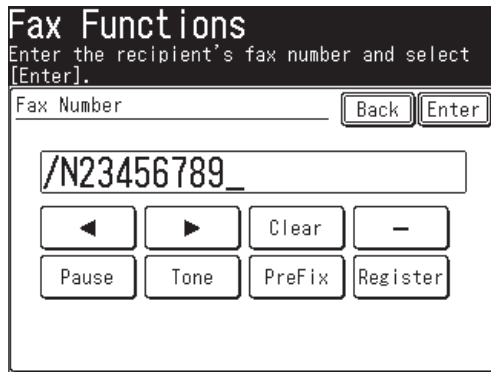 Fax Functions
Enter the recipient's fax number and select
[Enter].
Fax Number
Back Enter
/N23456789_
◀ ▶ Clear –
Pause Tone PreFix Register